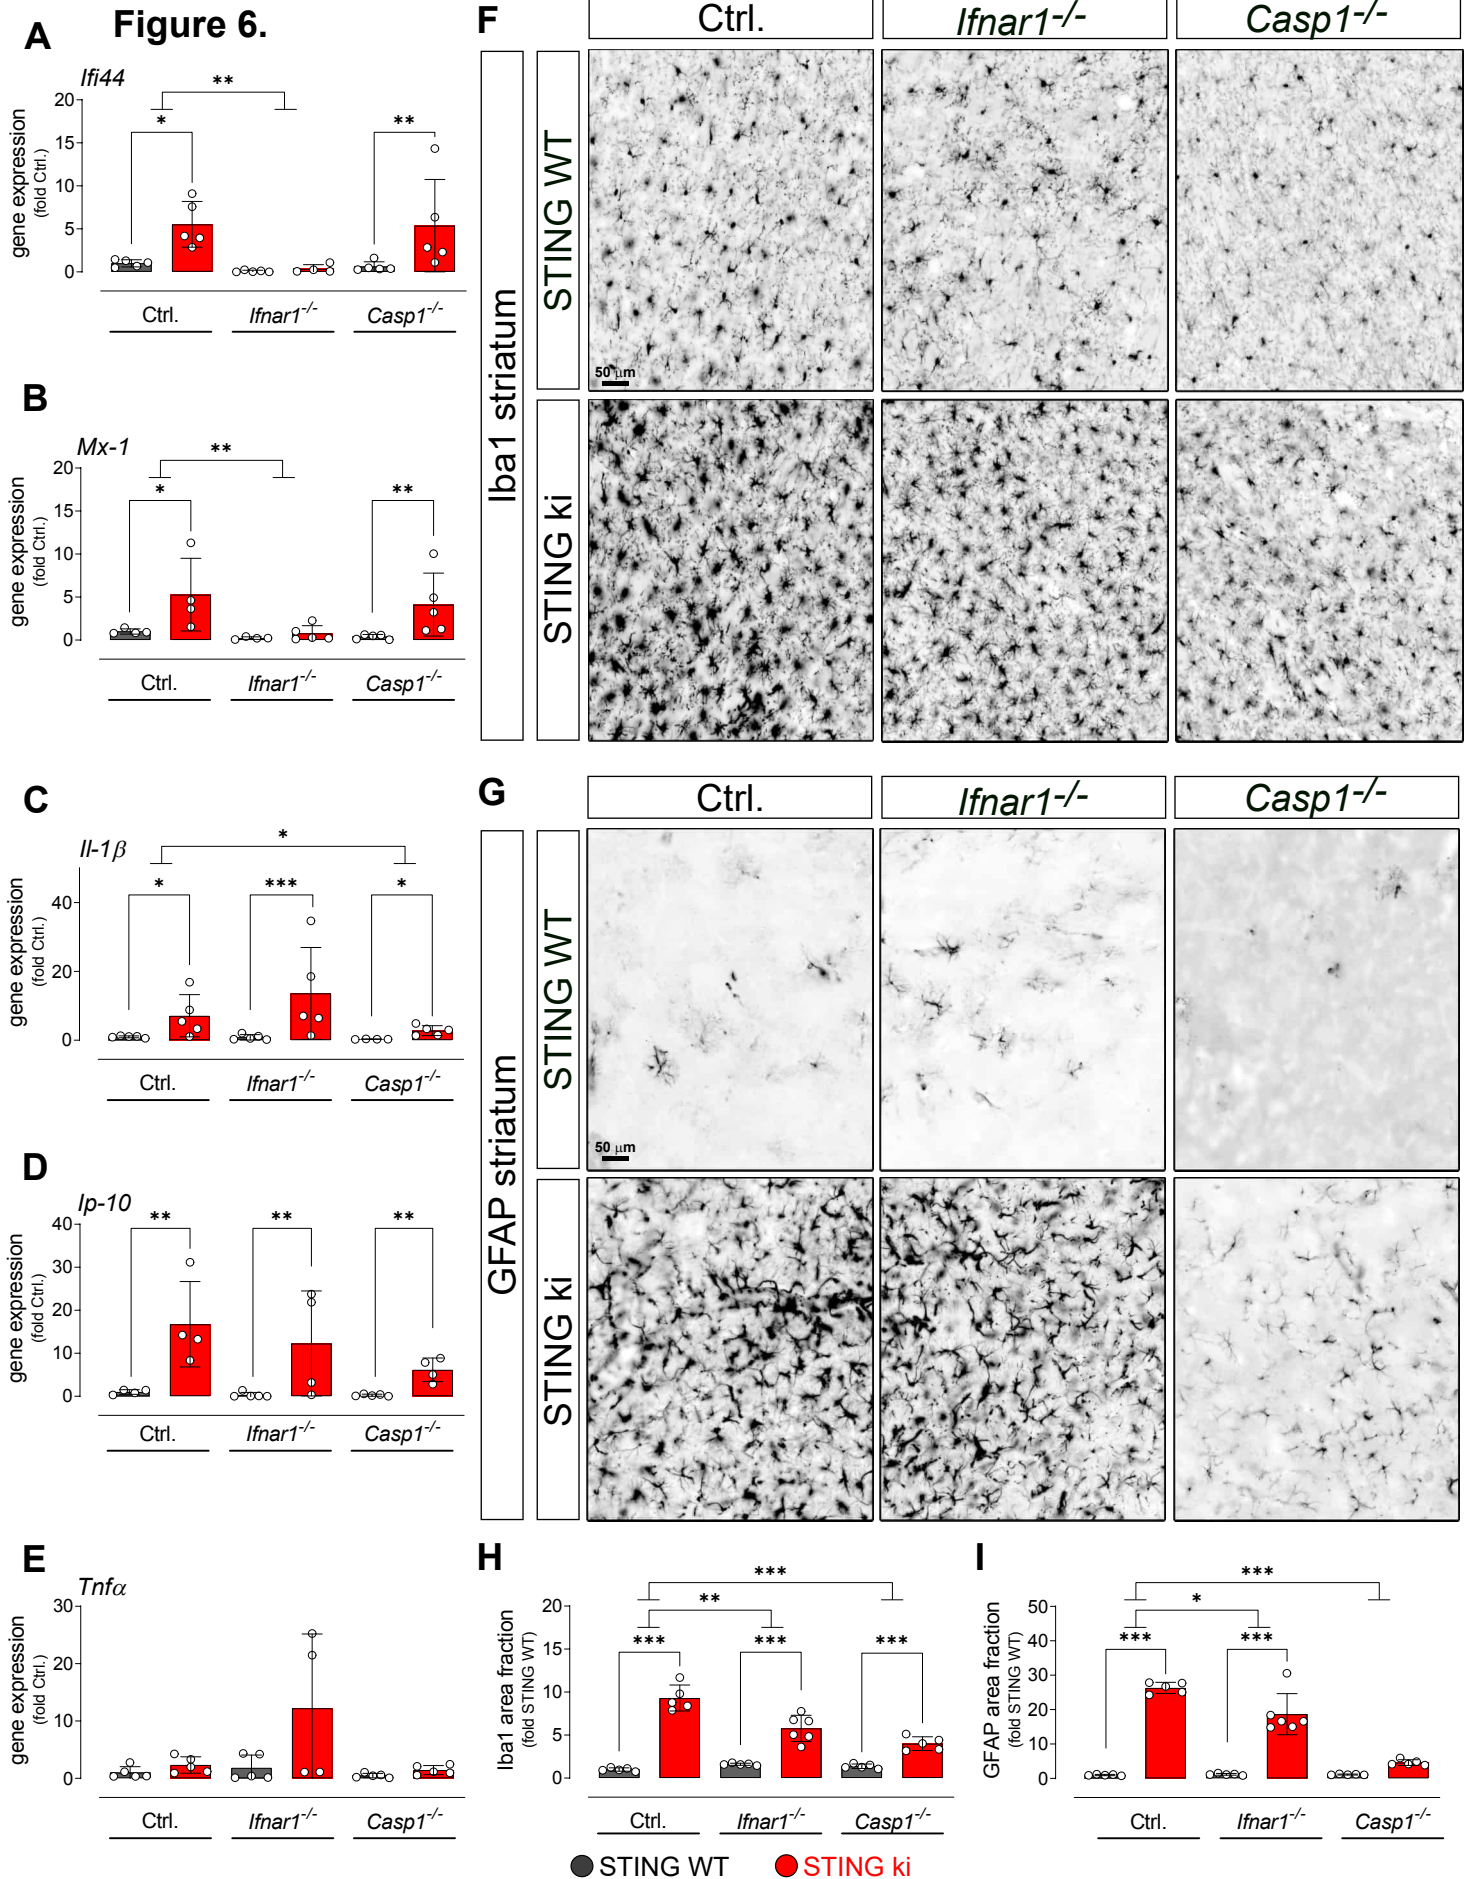 Figure 6.
A
Ifi44
**
*
**
20
15
10
5
0
gene expression
(fold Ctrl.)
Ctrl.
Ifnar1-/-
Casp1-/-
B
Mx-1
**
*
**
20
15
10
5
0
gene expression
(fold Ctrl.)
Ctrl.
Ifnar1-/-
Casp1-/-
C
Il-1β
*
*
***
*
40
20
0
gene expression
(fold Ctrl.)
Ctrl.
Ifnar1-/-
Casp1-/-
D
Ip-10
**
**
**
40
30
20
10
0
gene expression
(fold Ctrl.)
Ctrl.
Ifnar1-/-
Casp1-/-
E
Tnfα
30
20
10
0
gene expression
(fold Ctrl.)
Ctrl.
Ifnar1-/-
Casp1-/-
F
Ctrl.
Ifnar1-/-
Casp1-/-
Iba1 striatum
STING WT
50 µm
STING ki
G
Ctrl.
Ifnar1-/-
Casp1-/-
GFAP striatum
STING WT
50 µm
STING ki
H
***
**
***
***
***
20
15
10
5
0
Iba1 area fraction
(fold STING WT)
Ctrl.
Ifnar1-/-
Casp1-/-
I
***
*
***
***
50
40
30
20
10
0
GFAP area fraction
(fold STING WT)
Ctrl.
Ifnar1-/-
Casp1-/-
STING WT
STING ki